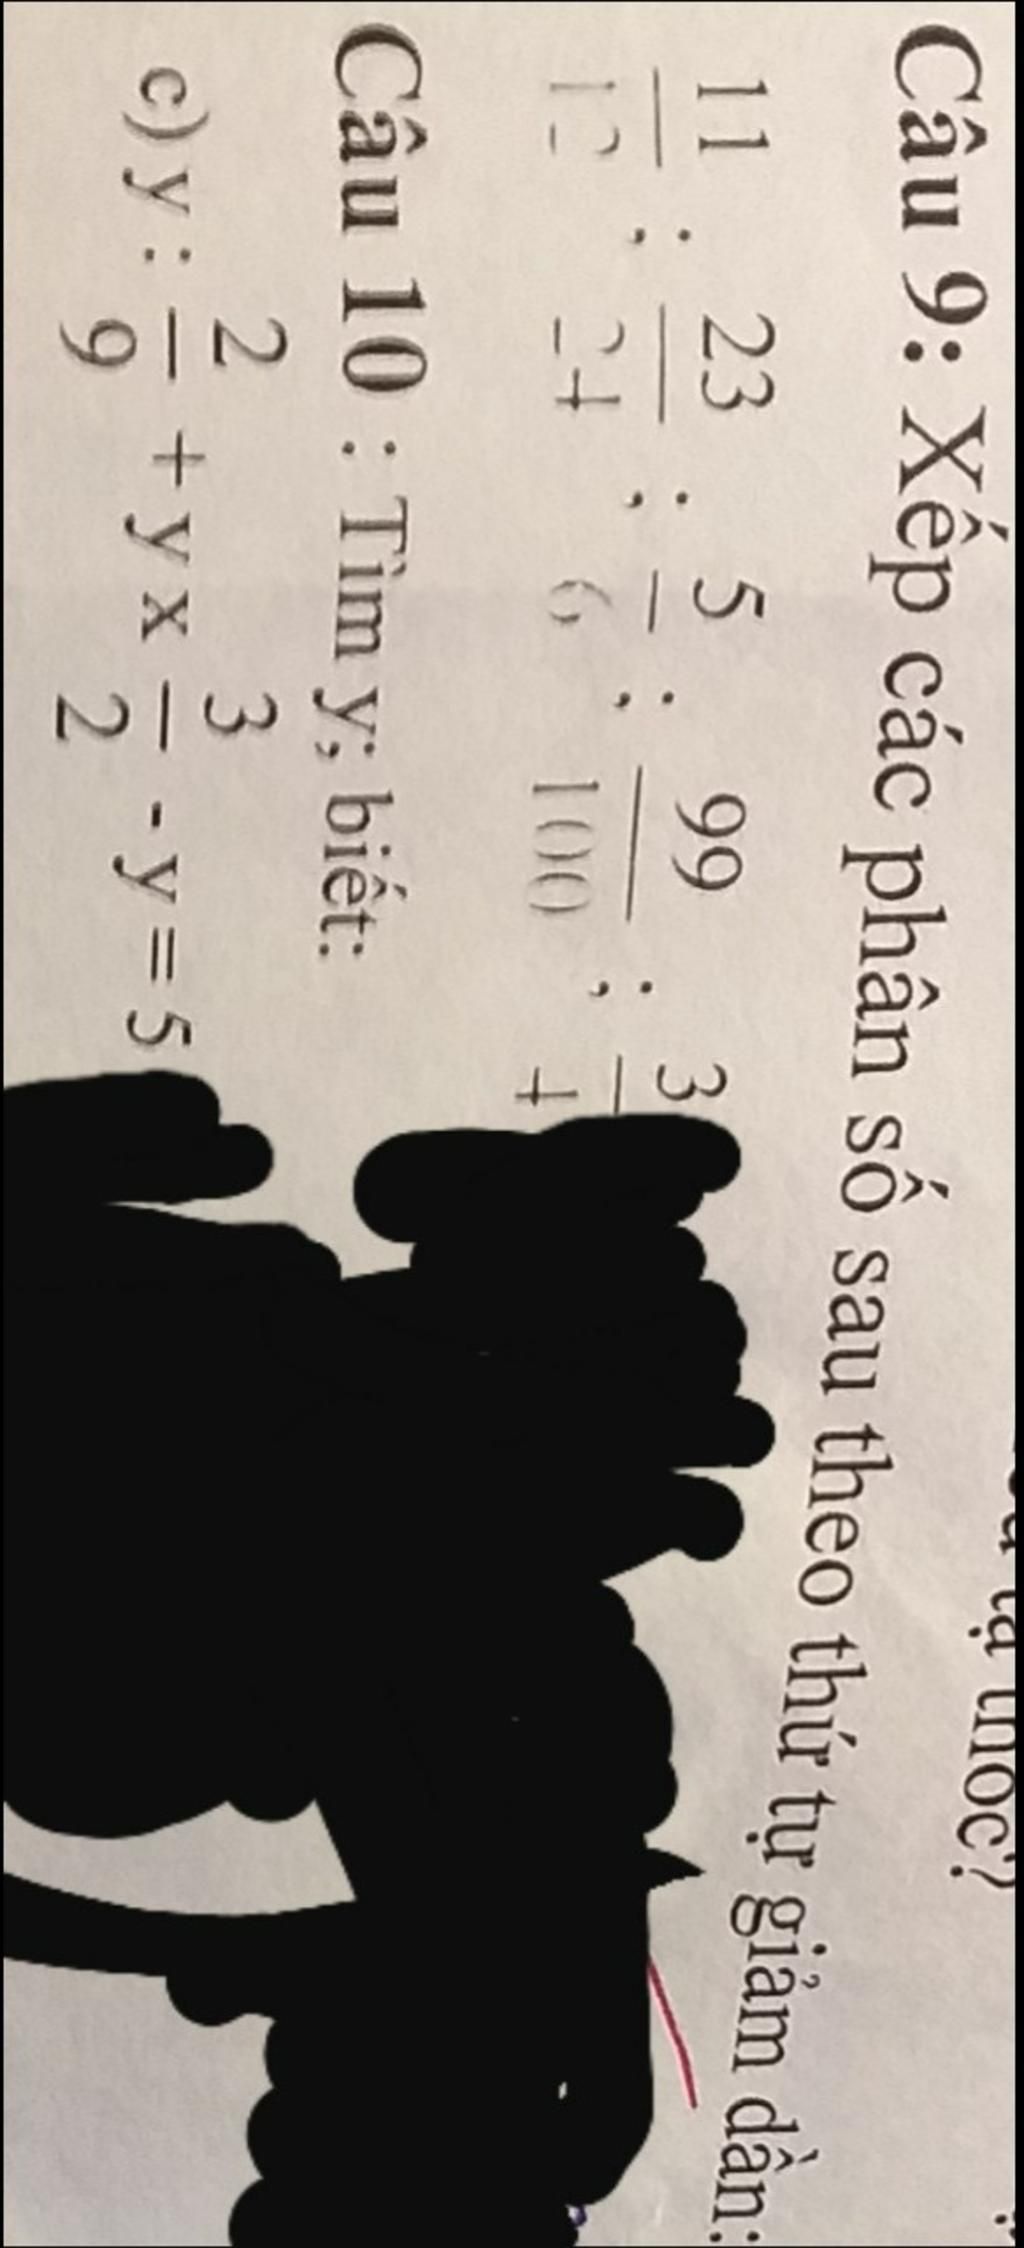 thóc?
Câu 9: Xếp các phân số sau theo thứ tự giảm dần:
11/12 ; 23/24 ; 5/6 ; 99/100 ; 3/4
Câu 10 : Tìm y; biết:
c) y : 2/9 + y x 3/2 - y = 5